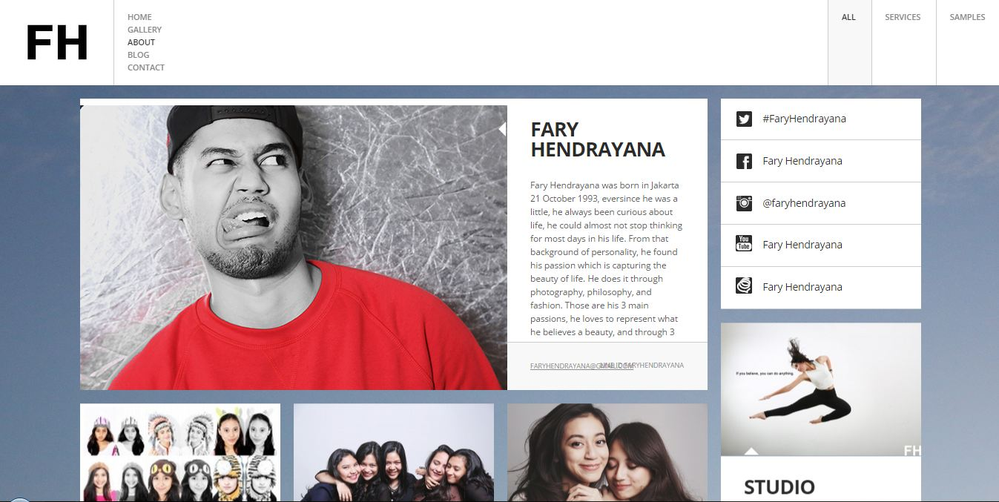 FH
HOME
GALLERY
ABOUT
BLOG
CONTACT
ALL
SERVICES
SAMPLES
FARY
HENDRAYANA
Fary Hendrayana was born in Jakarta
21 October 1993, eversince he was a
little, he always been curious about
life, he could almost not stop thinking
for most days in his life. From that
background of personality, he found
his passion which is capturing the
beauty of life. He does it through
photography, philosophy, and
fashion. Those are his 3 main
passions, he loves to represent what
he believes a beauty, and through 3
FARYHENDRAYANA@GMAIL.COM
FARYHENDRAYANA
#FaryHendrayana
Fary Hendrayana
@faryhendrayana
You
Tube
Fary Hendrayana
Fary Hendrayana
If you believe, you can do anything.
FH
STUDIO